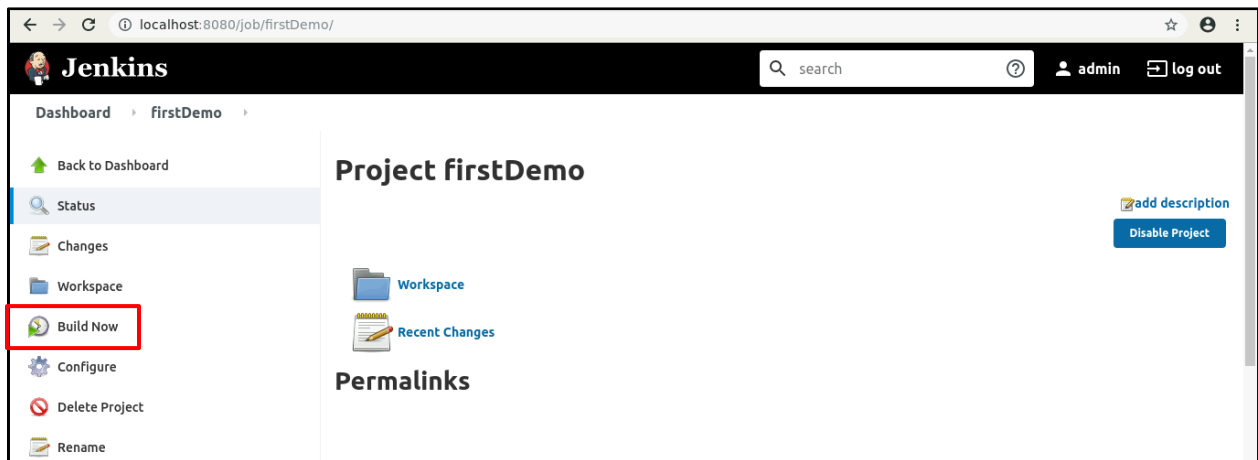 localhost:8080/job/firstDemo/
Jenkins
search
admin
log out
Dashboard
firstDemo
Back to Dashboard
Status
Changes
Workspace
Build Now
Configure
Delete Project
Rename
Project firstDemo
add description
Disable Project
Workspace
Recent Changes
Permalinks